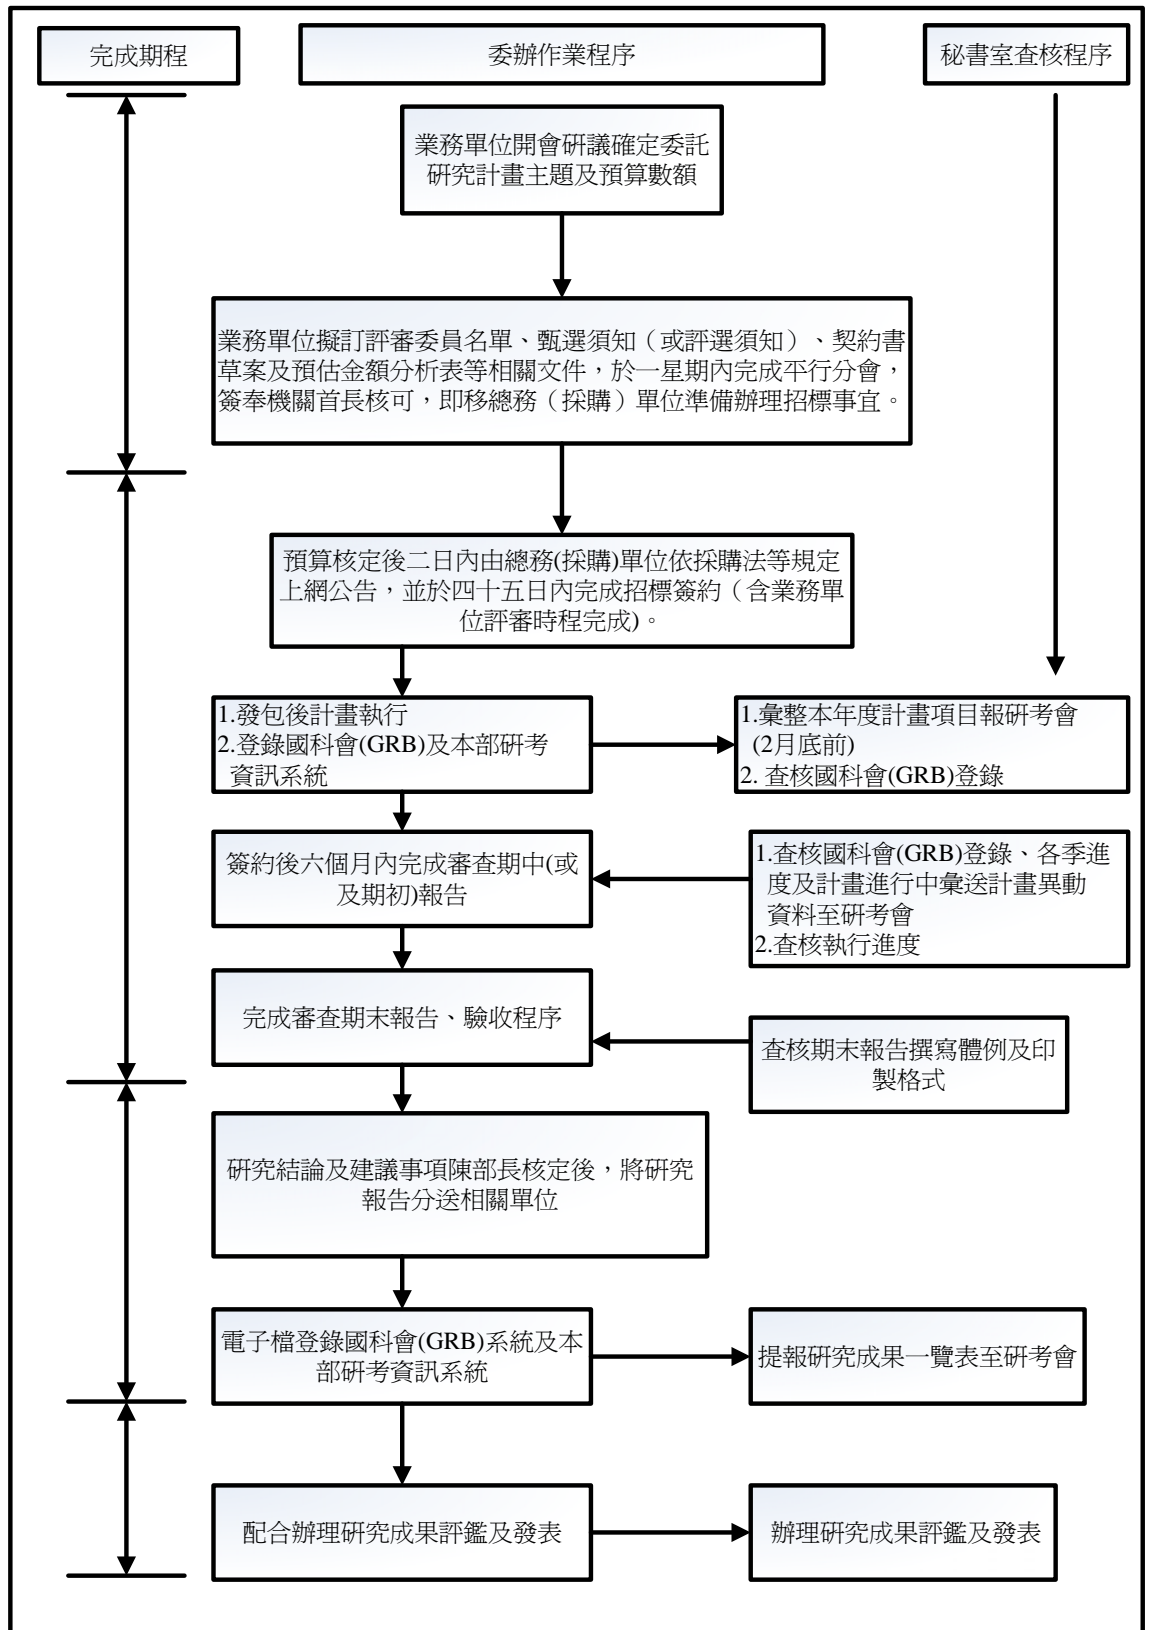 完成期程
委辦作業程序
秘書室查核程序
業務單位開會研議確定委託
研究計畫主題及預算數額
業務單位擬訂評審委員名單、甄選須知（或評選須知）、契約書
草案及預估金額分析表等相關文件，於一星期內完成平行分會，
簽奉機關首長核可，即移總務（採購）單位準備辦理招標事宜。
預算核定後二日內由總務(採購)單位依採購法等規定
上網公告，並於四十五日內完成招標簽約（含業務單
位評審時程完成)。
1.發包後計畫執行
2.登錄國科會(GRB)及本部研考
資訊系統
1.彙整本年度計畫項目報研考會
(2月底前)
2. 查核國科會(GRB)登錄
簽約後六個月內完成審查期中(或
及期初)報告
1.查核國科會(GRB)登錄、各季進
度及計畫進行中彙送計畫異動
資料至研考會
2.查核執行進度
完成審查期末報告、驗收程序
查核期末報告撰寫體例及印
製格式
研究結論及建議事項陳部長核定後，將研究
報告分送相關單位
電子檔登錄國科會(GRB)系統及本
部研考資訊系統
提報研究成果一覽表至研考會
配合辦理研究成果評鑑及發表
辦理研究成果評鑑及發表